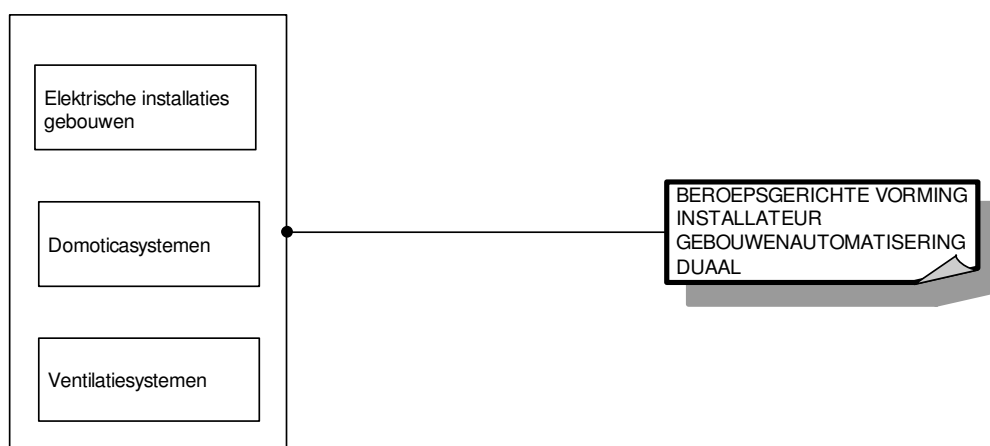 Elektrische installaties
gebouwen
Domoticasystemen
Ventilatiesystemen
BEROEPSGERICHTE VORMING
INSTALLATEUR
GEBOUWENAUTOMATISERING
DUAAL